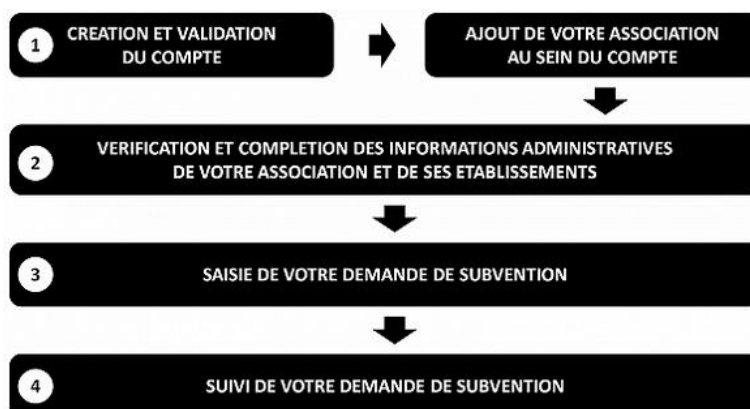 1
CREATION ET VALIDATION
DU COMPTE
AJOUT DE VOTRE ASSOCIATION
AU SEIN DU COMPTE
2
VERIFICATION ET COMPLETION DES INFORMATIONS ADMINISTRATIVES
DE VOTRE ASSOCIATION ET DE SES ETABLISSEMENTS
3
SAISIE DE VOTRE DEMANDE DE SUBVENTION
4
SUIVI DE VOTRE DEMANDE DE SUBVENTION